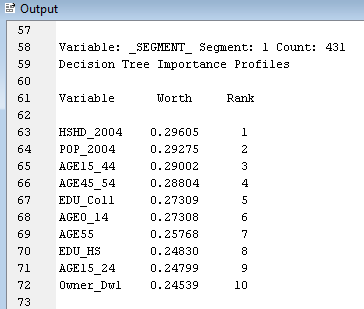 Output
57
58 Variable: _SEGMENT_ Segment: 1 Count: 431
59 Decision Tree Importance Profiles
60
61 Variable Worth Rank
62
63 HSHD_2004 0.29605 1
64 POP_2004 0.29275 2
65 AGE15_44 0.29002 3
66 AGE45_54 0.28804 4
67 EDU_Coll 0.27309 5
68 AGE0_14 0.27308 6
69 AGE55 0.25768 7
70 EDU_HS 0.24830 8
71 AGE15_24 0.24799 9
72 Owner_Dwl 0.24539 10
73